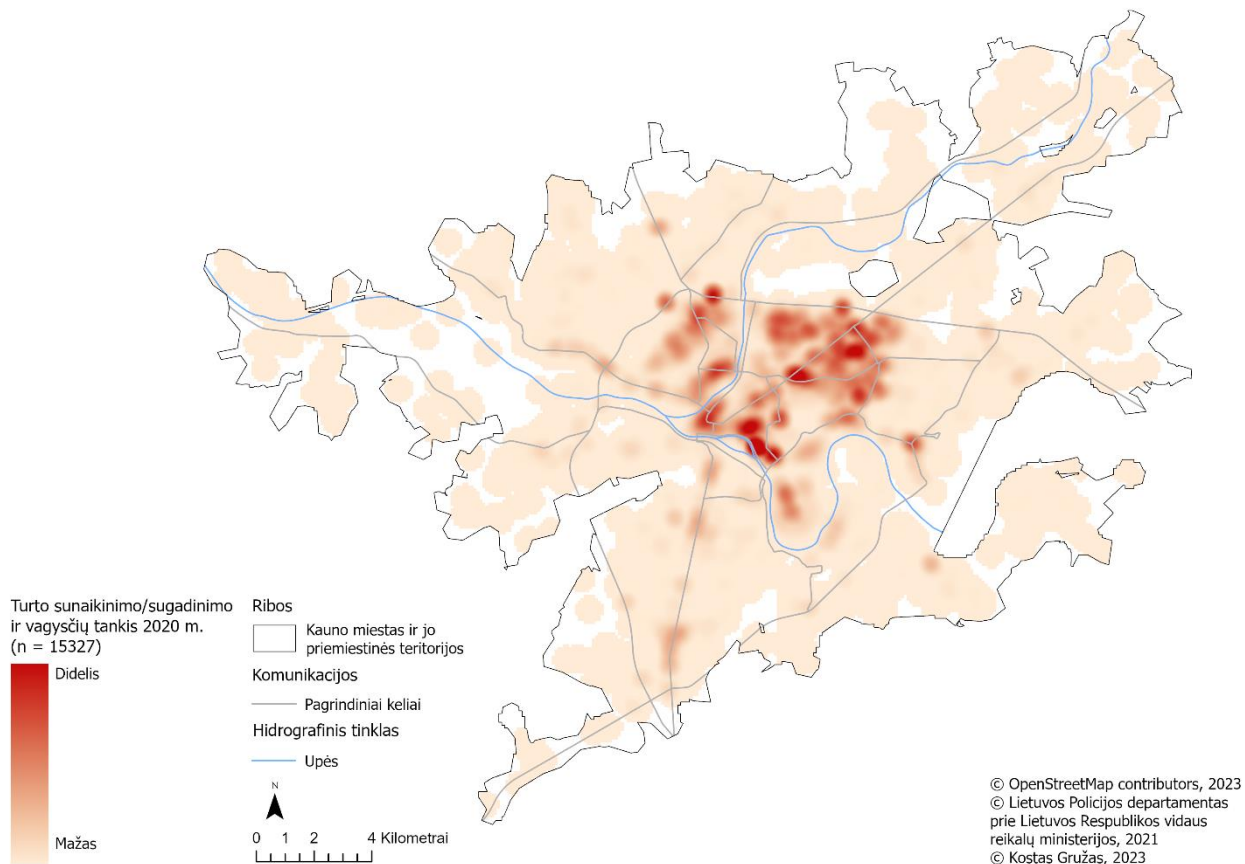 Turto sunaikinimo/sugadinimo
ir vagysčių tankis 2020 m.
(n = 15327)
Didelis
Mažas
Ribos
Kauno miestas ir jo
priemiestinės teritorijos
Komunikacijos
Pagrindiniai keliai
Hidrografinis tinklas
Upės
N
0 1 2 4 Kilometrai
© OpenStreetMap contributors, 2023
© Lietuvos Policijos departamentas
prie Lietuvos Respublikos vidaus
reikalų ministerijos, 2021
© Kostas Gružas, 2023